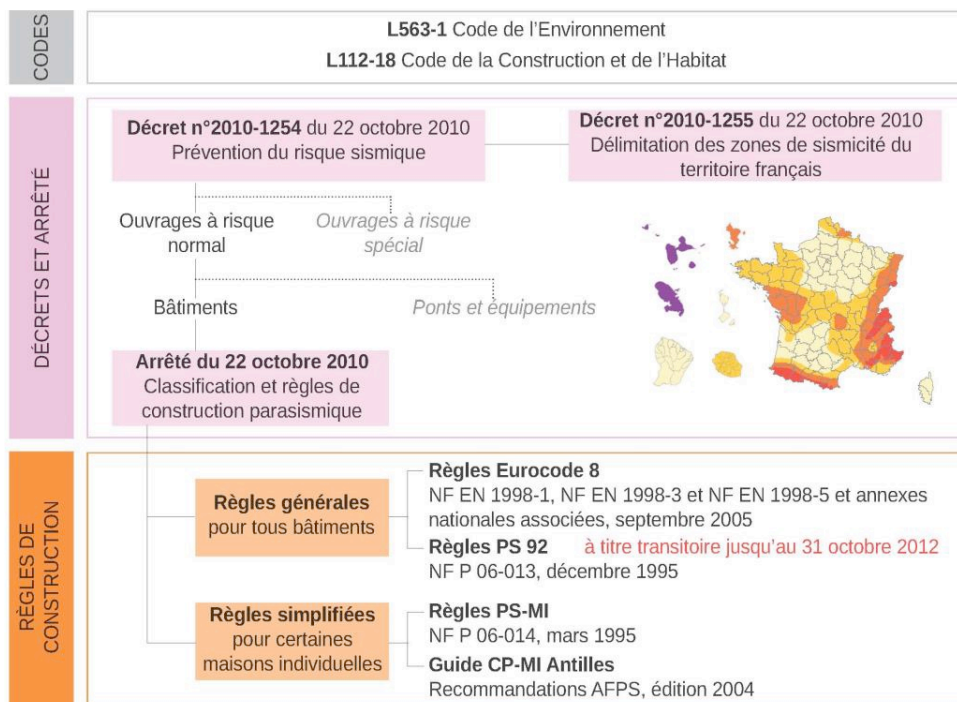 CODES
L563-1 Code de l'Environnement
L112-18 Code de la Construction et de l'Habitat
DÉCRETS ET ARRÊTÉ
Décret n°2010-1254 du 22 octobre 2010
Prévention du risque sismique
Décret n°2010-1255 du 22 octobre 2010
Délimitation des zones de sismicité du
territoire français
Ouvrages à risque
normal
Ouvrages à risque
spécial
Bâtiments
Ponts et équipements
Arrêté du 22 octobre 2010
Classification et règles de
construction parasismique
RÈGLES DE
CONSTRUCTION
Règles générales
pour tous bâtiments
Règles Eurocode 8
NF EN 1998-1, NF EN 1998-3 et NF EN 1998-5 et annexes
nationales associées, septembre 2005
Règles PS 92 à titre transitoire jusqu'au 31 octobre 2012
NF P 06-013, décembre 1995
Règles simplifiées
pour certaines
maisons individuelles
Règles PS-MI
NF P 06-014, mars 1995
Guide CP-MI Antilles
Recommandations AFPS, édition 2004